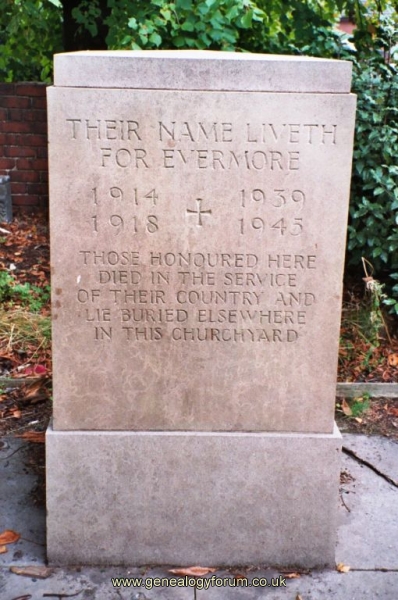 THEIR NAME LIVETH
FOR EVERMORE
1914 1939
1918 1945
THOSE HONOURED HERE
DIED IN THE SERVICE
OF THEIR COUNTRY AND
LIE BURIED ELSEWHERE
IN THIS CHURCHYARD
www.genealogyforum.co.uk